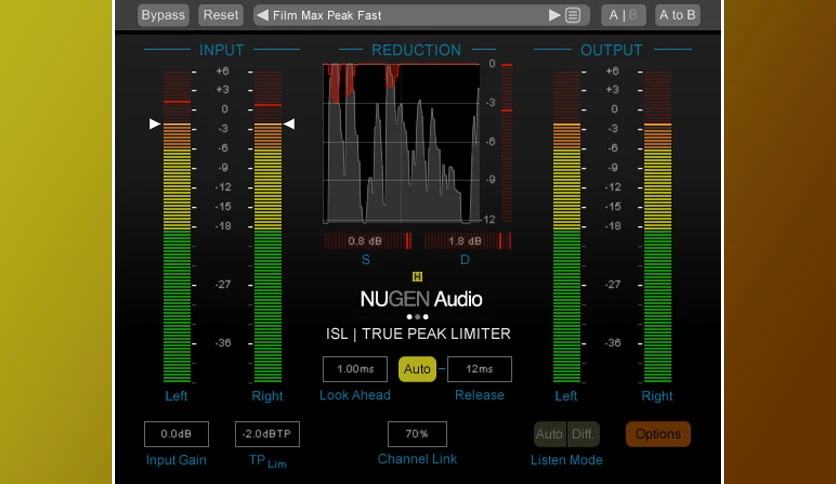 Bypass Reset Film Max Peak Fast A | B A to B
INPUT REDUCTION OUTPUT
+6 0 +6
+3 +3
0 0
-3 -3 -3
-6 -6 -6
-9 -9 -9
-12 -12 -12
-15 -15
-18 -18
-27 -27
-36 -36
0.8 dB 1.8 dB
S D
H
NUGEN Audio
ISL | TRUE PEAK LIMITER
1.00ms Auto 12ms
Look Ahead Release
Left Right Left Right
0.0dB -2.0dBTP 70% Auto Diff. Options
Input Gain TP Lim Channel Link Listen Mode